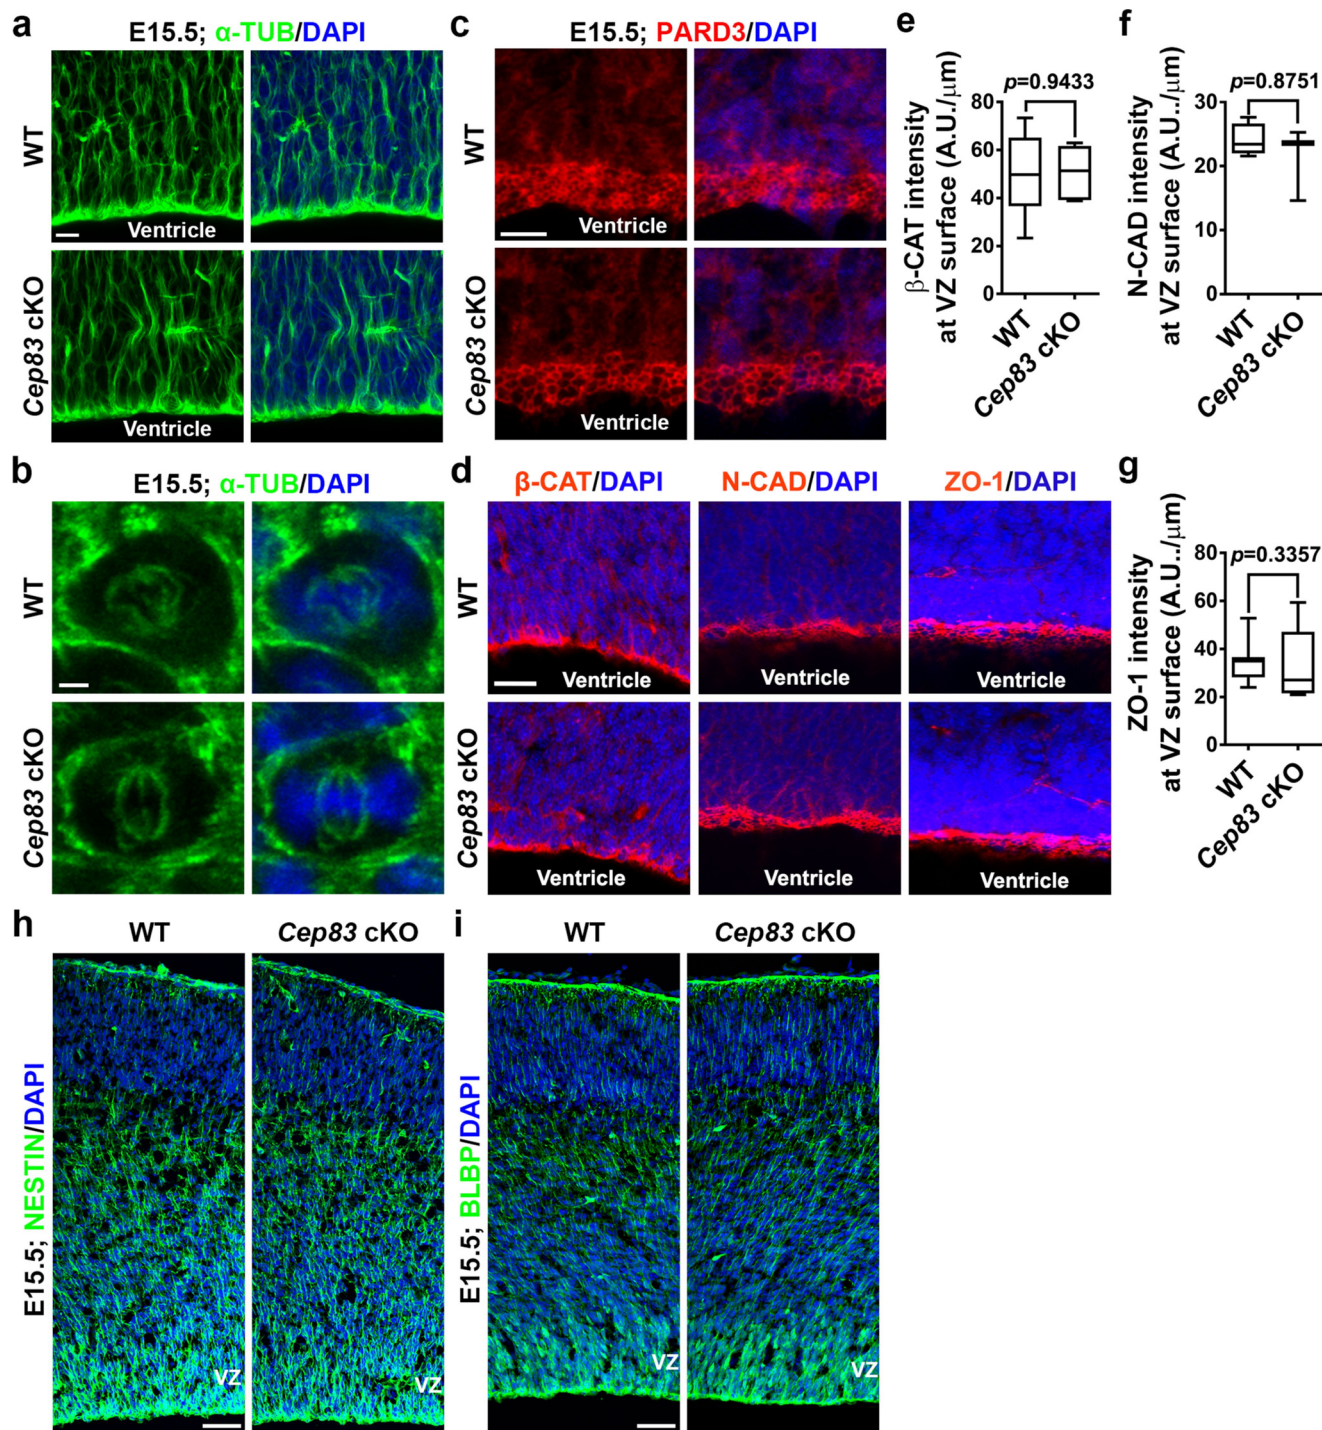 a
E15.5; α-TUB/DAPI
WT
Ventricle
Cep83 cKO
Ventricle
b
E15.5; α-TUB/DAPI
WT
Cep83 cKO
c
E15.5; PARD3/DAPI
WT
Ventricle
Cep83 cKO
Ventricle
d
β-CAT/DAPI
N-CAD/DAPI
ZO-1/DAPI
WT
Ventricle
Ventricle
Ventricle
Cep83 cKO
Ventricle
Ventricle
Ventricle
e
β-CAT intensity
at VZ surface (A.U./μm)
p=0.9433
80
60
40
20
0
WT
Cep83 cKO
f
N-CAD intensity
at VZ surface (A.U../μm)
p=0.8751
30
20
10
0
WT
Cep83 cKO
g
ZO-1 intensity
at VZ surface (A.U../μm)
p=0.3357
80
60
40
20
0
WT
Cep83 cKO
h
WT
Cep83 cKO
E15.5; NESTIN/DAPI
VZ
VZ
i
WT
Cep83 cKO
E15.5; BLBP/DAPI
VZ
VZ